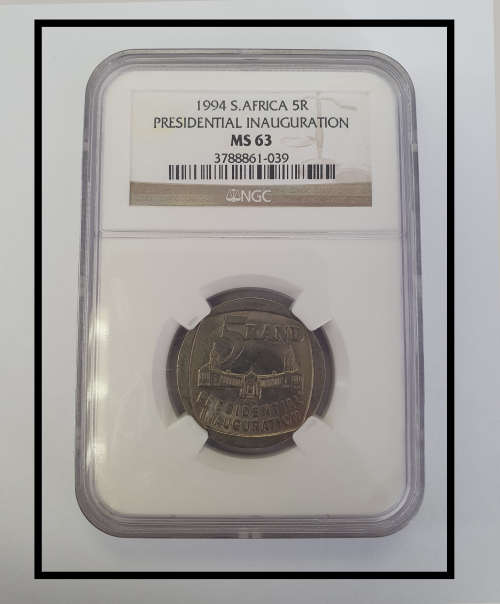 1994 S.AFRICA 5R
PRESIDENTIAL INAUGURATION
MS 63
3788861-039
NGC
5 RAND
PRESIDENTIAL
INAUGURATION